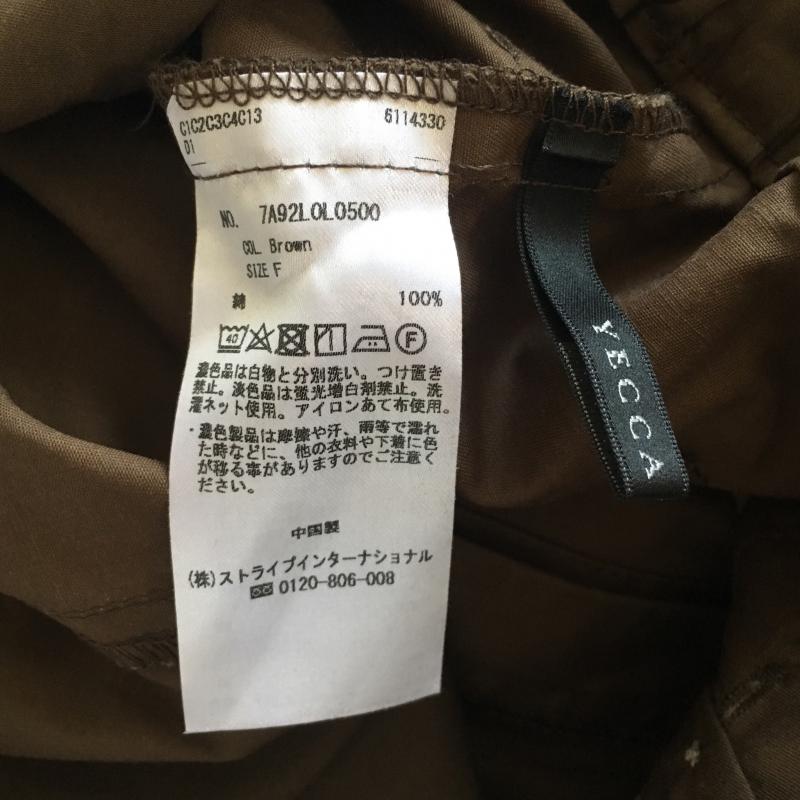 C1C2C3C4C13 6114330
D1
NO. 7A92L0L0500
COL Brown
SIZE F
綿 100%
40 F
濃色品は白物と分別洗い。つけ置き
禁止。淡色品は蛍光増白剤禁止。洗
濯ネット使用。アイロンあて布使用。
・濃色製品は摩擦や汗、雨等で濡れ
た時などに、他の衣料や下着に色
が移る事がありますのでご注意く
ださい。
中国製
(株)ストライプインターナショナル
0120-806-008
YECCA